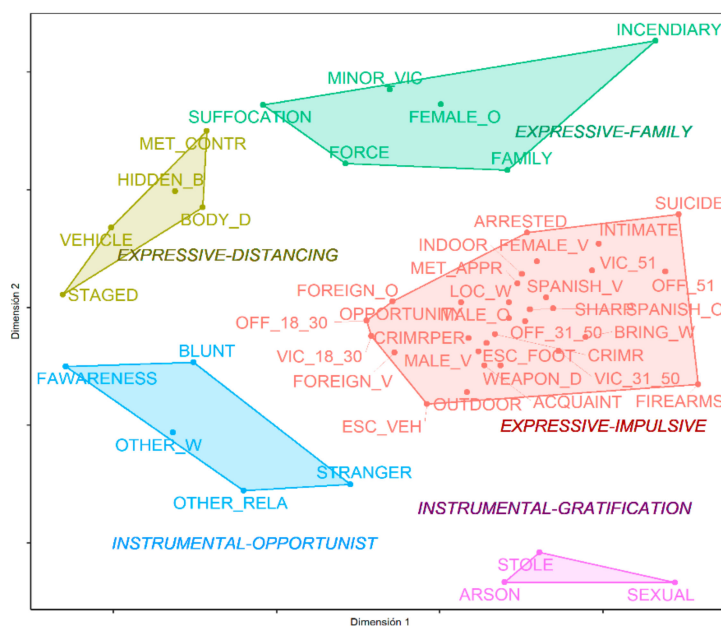 INCENDIARY
MINOR_VIC
SUFFOCATION
FEMALE_O
EXPRESSIVE-FAMILY
MET_CONTR
FORCE
FAMILY
HIDDEN_B
BODY_D
VEHICLE
EXPRESSIVE-DISTANCING
STAGED
SUICIDE
ARRESTED
INTIMATE
INDOOR
FEMALE_V
MET_APPR
VIC_51
SPANISH_V
OFF_51
FOREIGN_O
LOC_W
OPPORTUNITY
MALE_O
SHARP
SPANISH_O
OFF_18_30
OFF_31_50
BRING_W
CRIMRPER
VIC_18_30
MALE_V
ESC_FOOT
CRIMR
FOREIGN_V
WEAPON_D
VIC_31_50
OUTDOOR
ACQUAINT
FIREARMS
ESC_VEH
EXPRESSIVE-IMPULSIVE
BLUNT
FAWARENESS
OTHER_W
STRANGER
OTHER_RELA
INSTRUMENTAL-GRATIFICATION
INSTRUMENTAL-OPPORTUNIST
STOLE
ARSON
SEXUAL
Dimensión 1
Dimensión 2